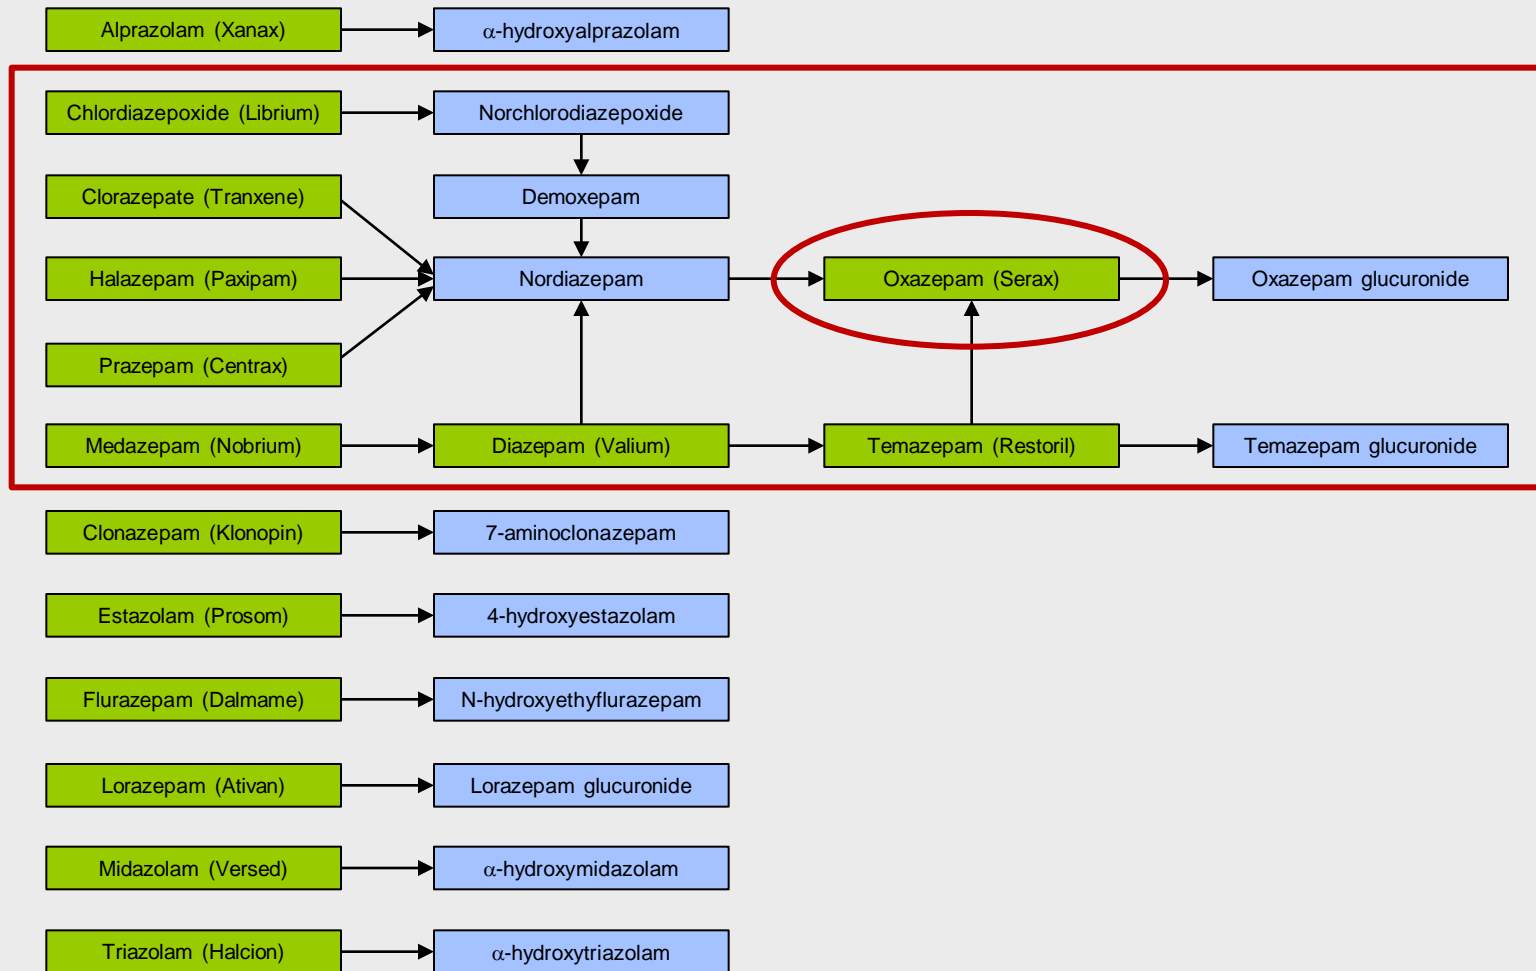 Alprazolam (Xanax)
α-hydroxyalprazolam
Chlordiazepoxide (Librium)
Norchlorodiazepoxide
Clorazepate (Tranxene)
Demoxepam
Halazepam (Paxipam)
Nordiazepam
Oxazepam (Serax)
Oxazepam glucuronide
Prazepam (Centrax)
Medazepam (Nobrium)
Diazepam (Valium)
Temazepam (Restoril)
Temazepam glucuronide
Clonazepam (Klonopin)
7-aminoclonazepam
Estazolam (Prosom)
4-hydroxyestazolam
Flurazepam (Dalmame)
N-hydroxyethyflurazepam
Lorazepam (Ativan)
Lorazepam glucuronide
Midazolam (Versed)
α-hydroxymidazolam
Triazolam (Halcion)
α-hydroxytriazolam